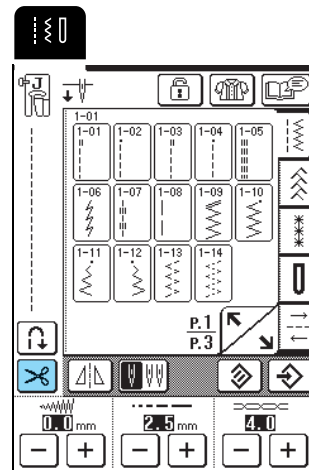 J
1-01
1-01 1-02 1-03 1-04 1-05
1-06 1-07 1-08 1-09 1-10
1-11 1-12 1-13 1-14
P.1
P.3
0.0 mm 2.5 mm 4.0
− + − + − +